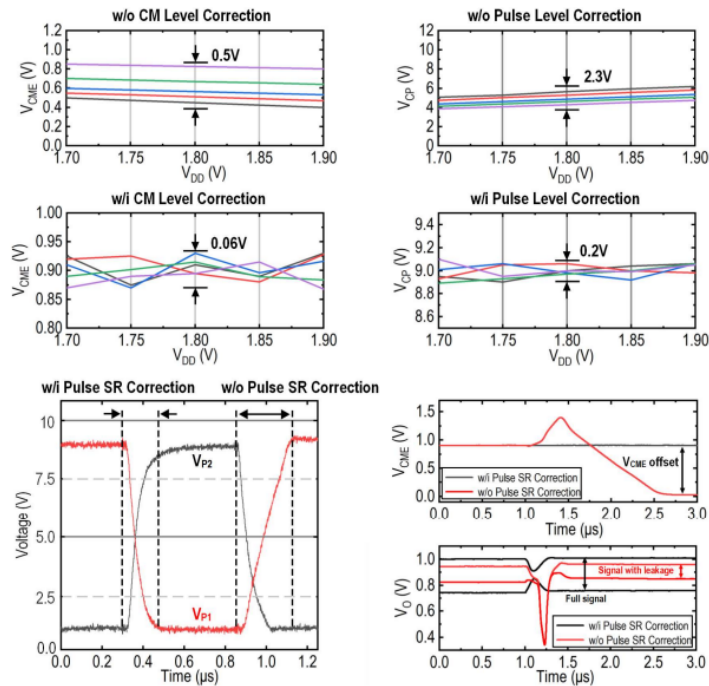 w/o CM Level Correction
V_CME (V)
1.2
1.0
0.8
0.6
0.4
0.2
0.0
0.5V
1.70 1.75 1.80 1.85 1.90
V_DD (V)
w/o Pulse Level Correction
V_CP (V)
12
10
8
6
4
2
0
2.3V
1.70 1.75 1.80 1.85 1.90
V_DD (V)
w/i CM Level Correction
V_CME (V)
1.00
0.95
0.90
0.85
0.80
0.06V
1.70 1.75 1.80 1.85 1.90
V_DD (V)
w/i Pulse Level Correction
V_CP (V)
9.4
9.2
9.0
8.8
8.6
0.2V
1.70 1.75 1.80 1.85 1.90
V_DD (V)
w/i Pulse SR Correction w/o Pulse SR Correction
Voltage (V)
10
7.5
5.0
2.5
0.0
V_P2
V_P1
0.0 0.2 0.4 0.6 0.8 1.0 1.2
Time (µs)
V_CME (V)
1.5
1.0
0.5
0.0
V_CME offset
w/i Pulse SR Correction
w/o Pulse SR Correction
0.0 0.5 1.0 1.5 2.0 2.5 3.0
Time (µs)
V_O (V)
1.0
0.8
0.6
0.4
Signal with leakage
Full signal
w/i Pulse SR Correction
w/o Pulse SR Correction
0.0 0.5 1.0 1.5 2.0 2.5 3.0
Time (µs)